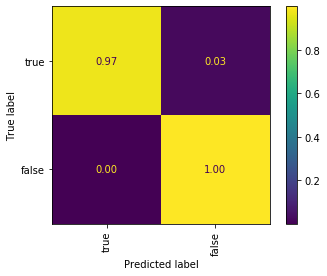 true
0.97
0.03
false
0.00
1.00
true
false
True label
Predicted label
0.8
0.6
0.4
0.2